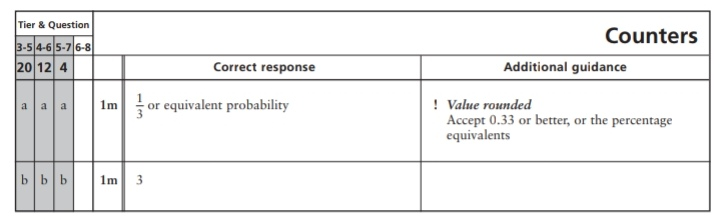 Tier & Question
3-5 4-6 5-7 6-8
Counters
20 12 4
Correct response
Additional guidance
a a a
1m
1/3 or equivalent probability
! Value rounded
Accept 0.33 or better, or the percentage
equivalents
b b b
1m
3